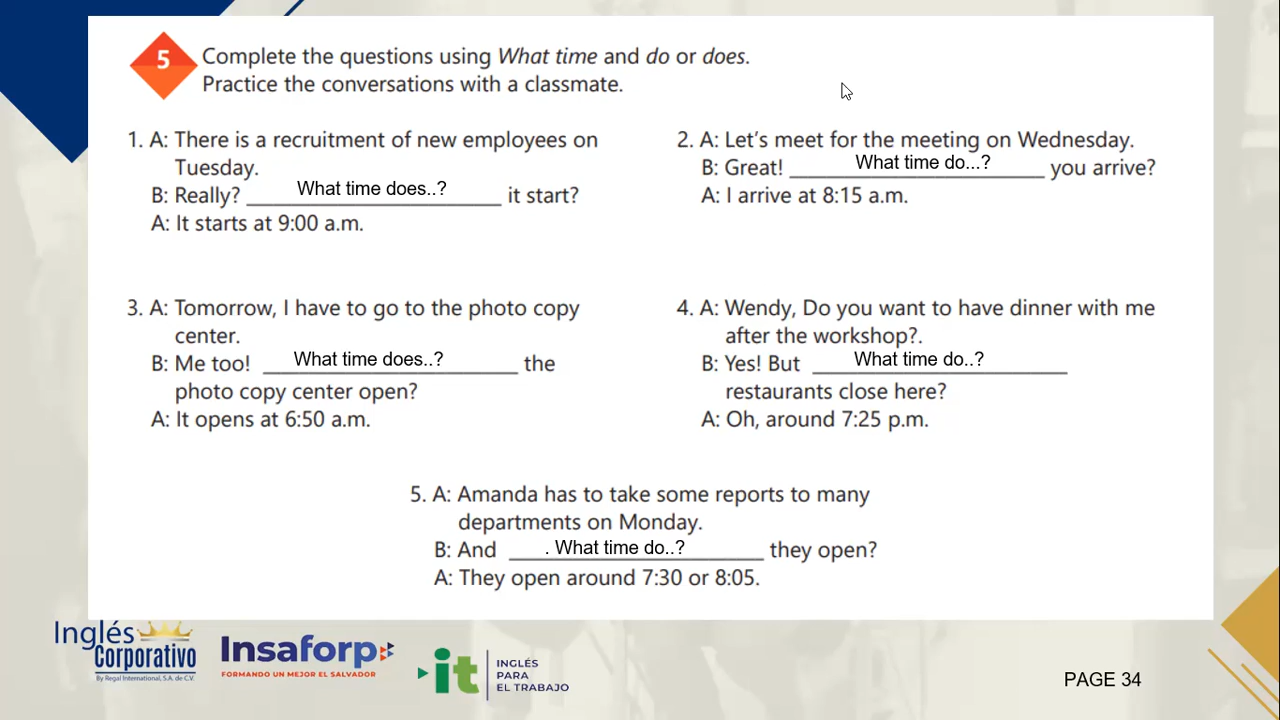 5
Complete the questions using What time and do or does.
Practice the conversations with a classmate.
1. A: There is a recruitment of new employees on
Tuesday.
B: Really? What time does..? it start?
A: It starts at 9:00 a.m.
2. A: Let's meet for the meeting on Wednesday.
B: Great! What time do...? you arrive?
A: I arrive at 8:15 a.m.
3. A: Tomorrow, I have to go to the photo copy
center.
B: Me too! What time does..? the
photo copy center open?
A: It opens at 6:50 a.m.
4. A: Wendy, Do you want to have dinner with me
after the workshop?.
B: Yes! But What time do..?
restaurants close here?
A: Oh, around 7:25 p.m.
5. A: Amanda has to take some reports to many
departments on Monday.
B: And . What time do..? they open?
A: They open around 7:30 or 8:05.
Inglés
Corporativo
By Regal International, S.A. de C.V.
Insaforp
FORMANDO UN MEJOR EL SALVADOR
it
INGLÉS
PARA
EL TRABAJO
PAGE 34